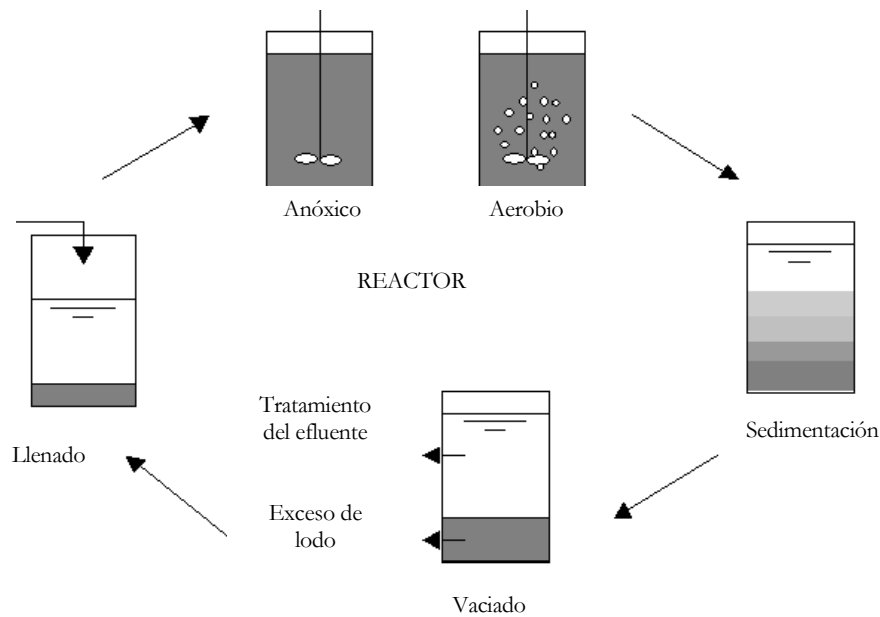 Anóxico
Aerobio
REACTOR
Sedimentación
Tratamiento
del efluente
Llenado
Exceso de
lodo
Vaciado